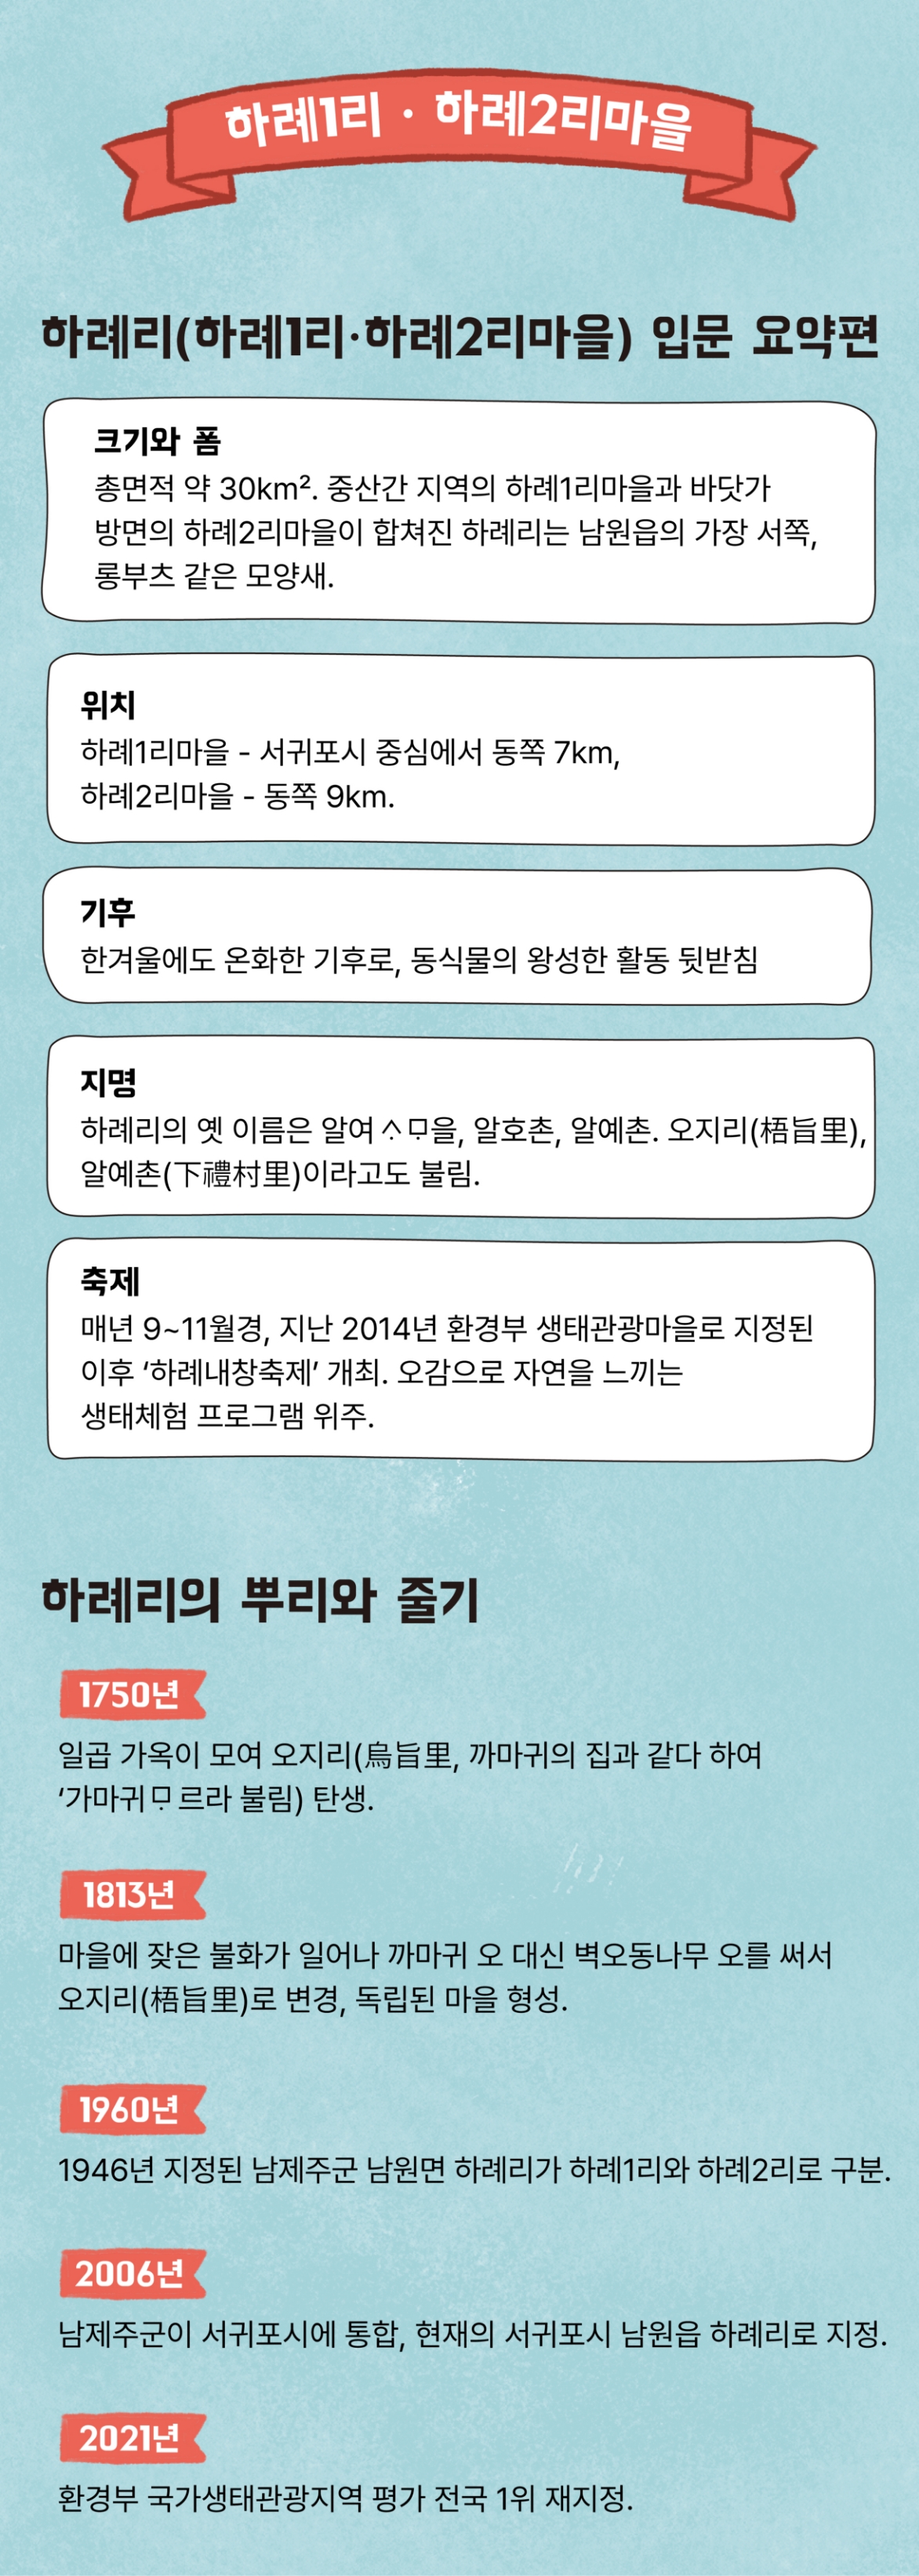 하례1리 · 하례2리마을
하례리(하례1리·하례2리마을) 입문 요약편
크기와 폼
총면적 약 30km². 중산간 지역의 하례1리마을과 바닷가
방면의 하례2리마을이 합쳐진 하례리는 남원읍의 가장 서쪽,
롱부츠 같은 모양새.
위치
하례1리마을 - 서귀포시 중심에서 동쪽 7km,
하례2리마을 - 동쪽 9km.
기후
한겨울에도 온화한 기후로, 동식물의 왕성한 활동 뒷받침
지명
하례리의 옛 이름은 알여ᄉᆞᄆᆞ을, 알호촌, 알예촌. 오지리(梧旨里),
알예촌(下禮村里)이라고도 불림.
축제
매년 9~11월경, 지난 2014년 환경부 생태관광마을로 지정된
이후 ‘하례내창축제’ 개최. 오감으로 자연을 느끼는
생태체험 프로그램 위주.
하례리의 뿌리와 줄기
1750년
일곱 가옥이 모여 오지리(烏旨里, 까마귀의 집과 같다 하여
‘가마귀ᄆᆞ르라 불림) 탄생.
1813년
마을에 잦은 불화가 일어나 까마귀 오 대신 벽오동나무 오를 써서
오지리(梧旨里)로 변경, 독립된 마을 형성.
1960년
1946년 지정된 남제주군 남원면 하례리가 하례1리와 하례2리로 구분.
2006년
남제주군이 서귀포시에 통합, 현재의 서귀포시 남원읍 하례리로 지정.
2021년
환경부 국가생태관광지역 평가 전국 1위 재지정.